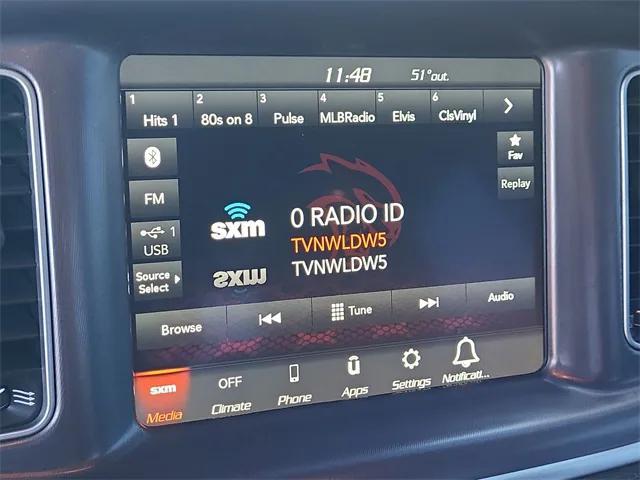 11:48 51°out.
1 2 3 4 5 6
Hits 1 80s on 8 Pulse MLBRadio Elvis ClsVinyl
Fav
FM
Replay
1
USB
sxm
0 RADIO ID
TVNWLDW5
TVNWLDW5
Source
Select
Browse
Tune
Audio
sxm
Media
OFF
Climate
Phone
Apps
Settings
Notificati...